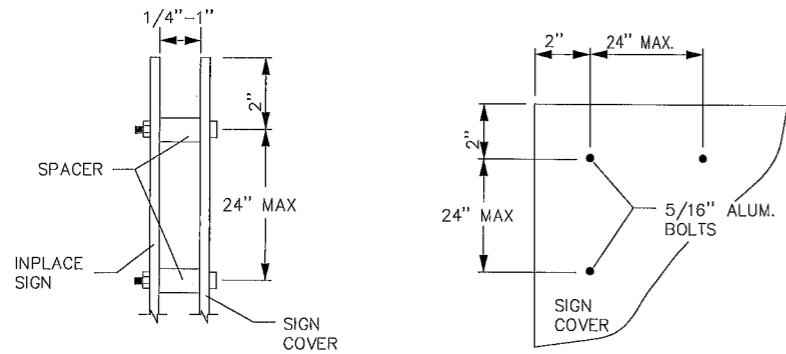 1/4"-1"
2"
SPACER
24" MAX
INPLACE
SIGN
SIGN
COVER
2"
24" MAX.
2"
24" MAX
5/16" ALUM.
BOLTS
SIGN
COVER